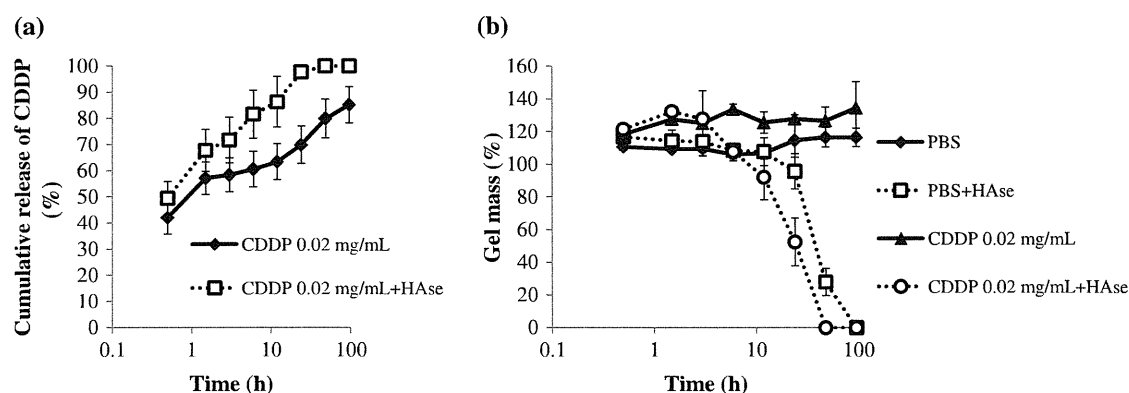 (a)
Cumulative release of CDDP
(%)
100
90
80
70
60
50
40
30
20
10
0
0.1
1
10
100
Time (h)
CDDP 0.02 mg/mL
CDDP 0.02 mg/mL+HAse
(b)
Gel mass (%)
160
140
120
100
80
60
40
20
0
0.1
1
10
100
Time (h)
PBS
PBS+HAse
CDDP 0.02 mg/mL
CDDP 0.02 mg/mL+HAse